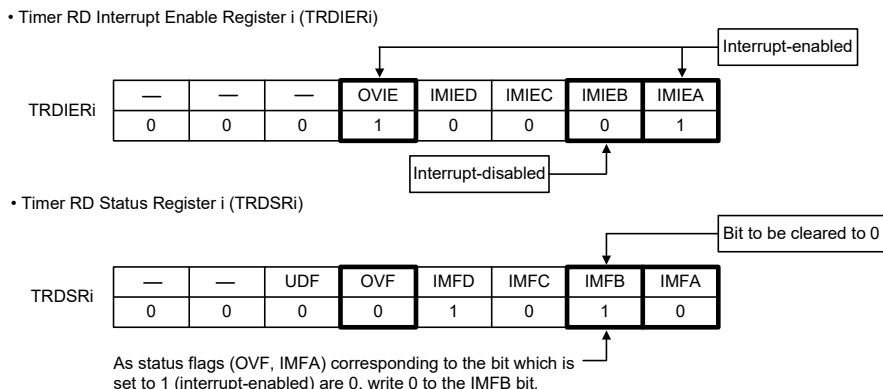 • Timer RD Interrupt Enable Register i (TRDIERi)
Interrupt-enabled
TRDIERi
— — — OVIE IMIED IMIEC IMIEB IMIEA
0 0 0 1 0 0 0 1
Interrupt-disabled
• Timer RD Status Register i (TRDSRi)
Bit to be cleared to 0
TRDSRi
— — UDF OVF IMFD IMFC IMFB IMFA
0 0 0 0 1 0 1 0
As status flags (OVF, IMFA) corresponding to the bit which is
set to 1 (interrupt-enabled) are 0, write 0 to the IMFB bit.